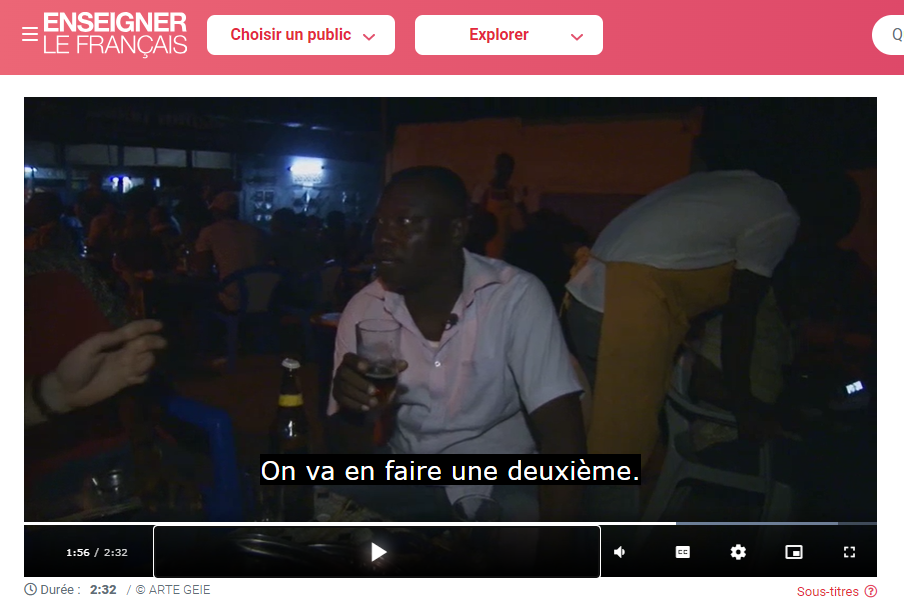 ENSEIGNER
LE FRANÇAIS
Choisir un public
Explorer
Q
On va en faire une deuxième.
1:56 / 2:32
CC
Durée : 2:32 / © ARTE GEIE
Sous-titres ?